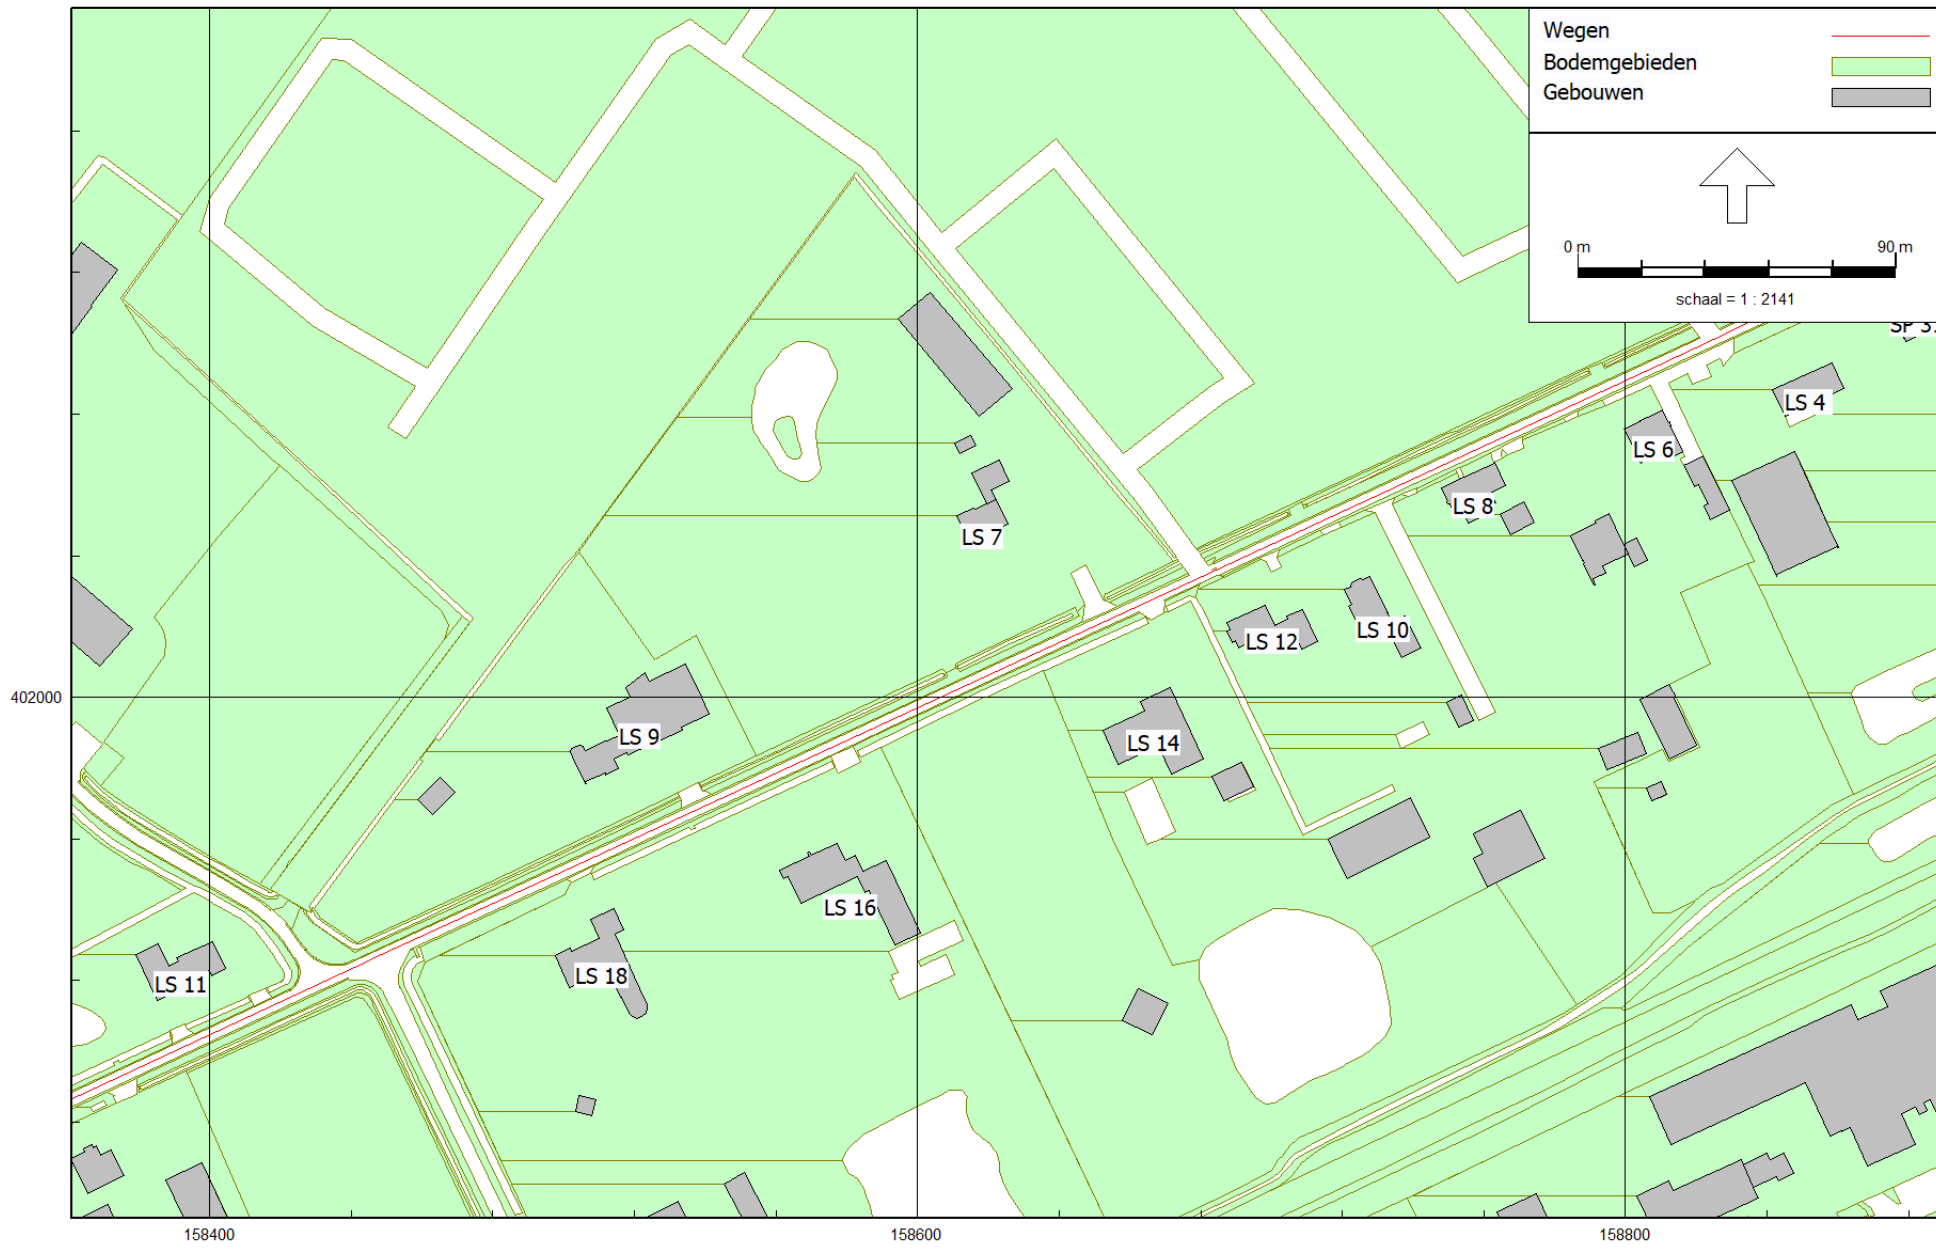 Wegen
Bodemgebieden
Gebouwen
0 m 90 m
schaal = 1 : 2141
LS 4
LS 6
LS 8
LS 7
LS 10
LS 12
402000
LS 9
LS 14
LS 16
LS 18
LS 11
158400 158600 158800